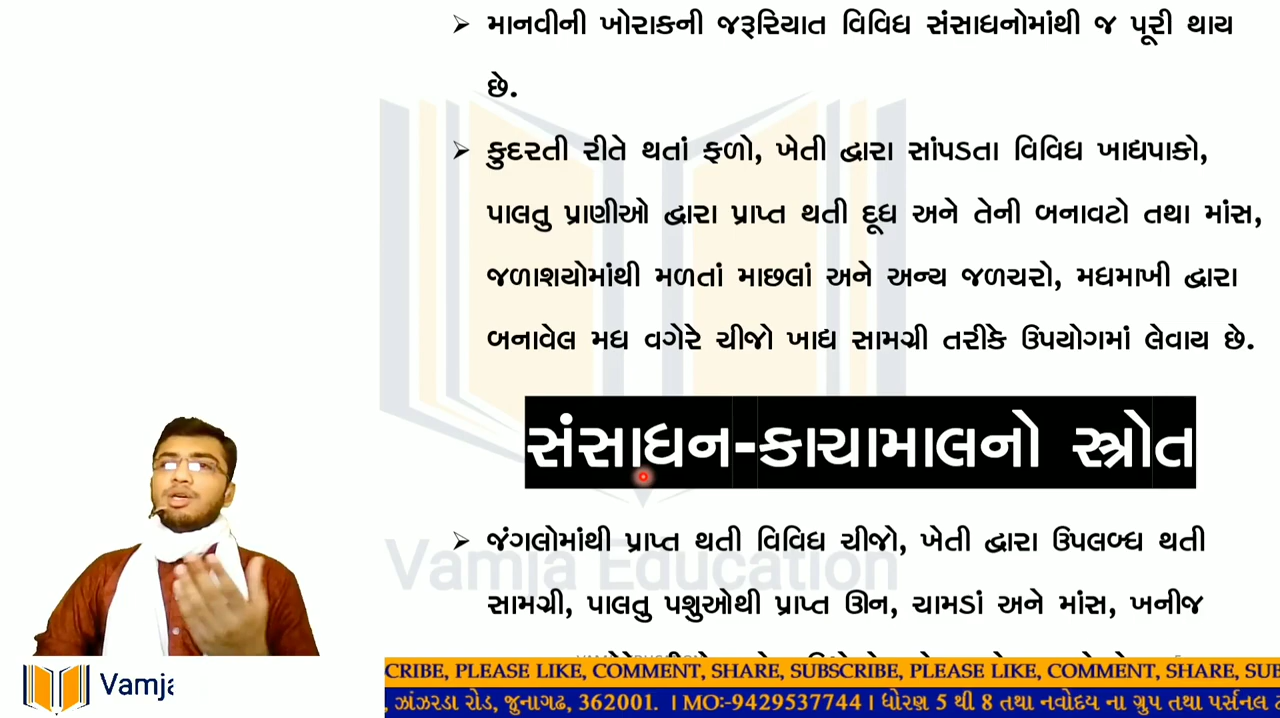 ➢ માનવીની ખોરાકની જરૂરિયાત વિવિધ સંસાધનોમાંથી જ પૂરી થાય
છે.
➢ કુદરતી રીતે થતાં ફળો, ખેતી દ્વારા સાંપડતા વિવિધ ખાદ્યપાકો,
પાલતુ પ્રાણીઓ દ્વારા પ્રાપ્ત થતી દૂધ અને તેની બનાવટો તથા માંસ,
જળાશયોમાંથી મળતાં માછલાં અને અન્ય જળચરો, મધમાખી દ્વારા
બનાવેલ મધ વગેરે ચીજો ખાદ્ય સામગ્રી તરીકે ઉપયોગમાં લેવાય છે.
સંસાધન-કાચામાલનો સ્ત્રોત
➢ જંગલોમાંથી પ્રાપ્ત થતી વિવિધ ચીજો, ખેતી દ્વારા ઉપલબ્ધ થતી
Vamja Education
સામગ્રી, પાલતુ પશુઓથી પ્રાપ્ત ઊન, ચામડાં અને માંસ, ખનીજ
Vamja
CRIBE, PLEASE LIKE, COMMENT, SHARE, SUBSCRIBE, PLEASE LIKE, COMMENT, SHARE, SUB
, ઝાંઝરડા રોડ, જુનાગઢ, 362001. | MO:-9429537744 | ધોરણ 5 થી 8 તથા નવોદય ના ગ્રુપ તથા પર્સનલ